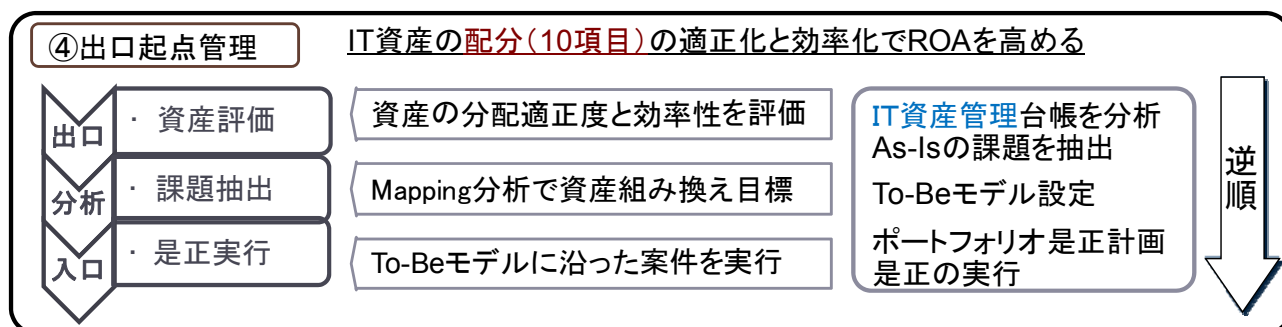 ④出口起点管理
IT資産の配分（10項目）の適正化と効率化でROAを高める
出口
・ 資産評価
資産の分配適正度と効率性を評価
分析
・ 課題抽出
Mapping分析で資産組み換え目標
入口
・ 是正実行
To-Beモデルに沿った案件を実行
IT資産管理台帳を分析
As-Isの課題を抽出
To-Beモデル設定
ポートフォリオ是正計画
是正の実行
逆順